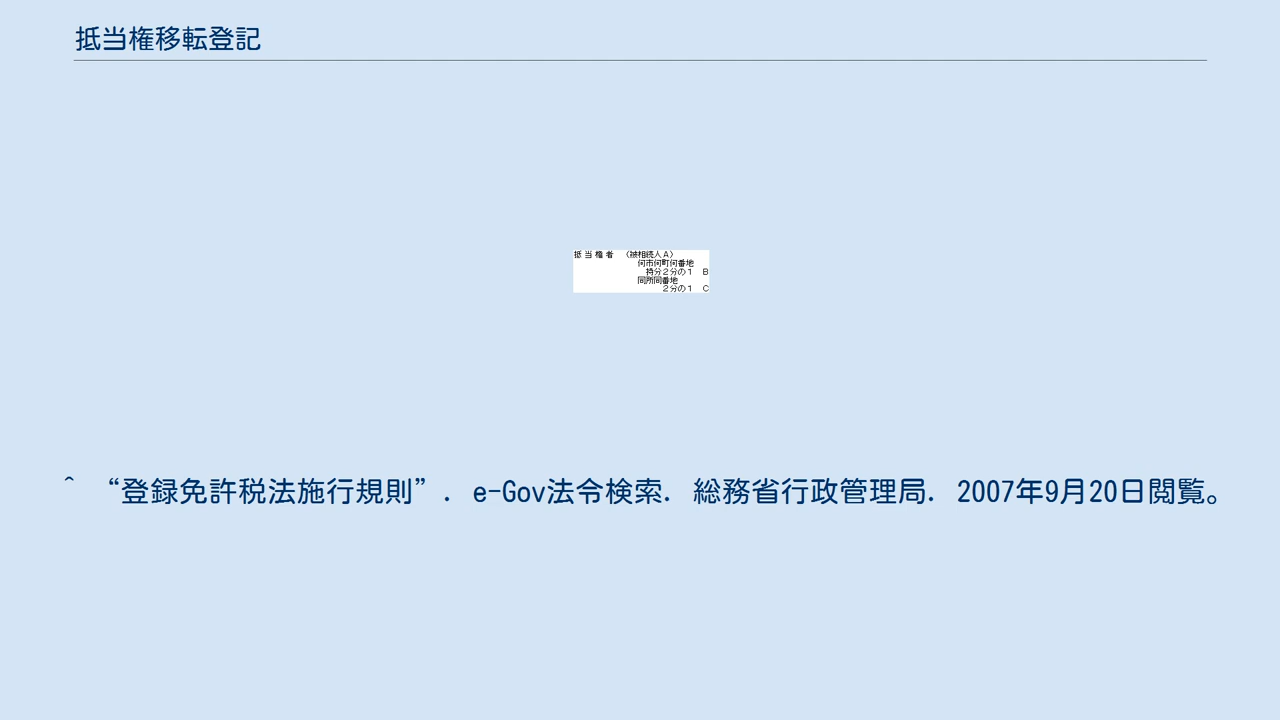 抵当権移転登記
抵当権者　（被相続人Ａ）
何市何町何番地
持分２分の１　Ｂ
同所同番地
２分の１　Ｃ
^ “登録免許税法施行規則”. e-Gov法令検索. 総務省行政管理局. 2007年9月20日閲覧。